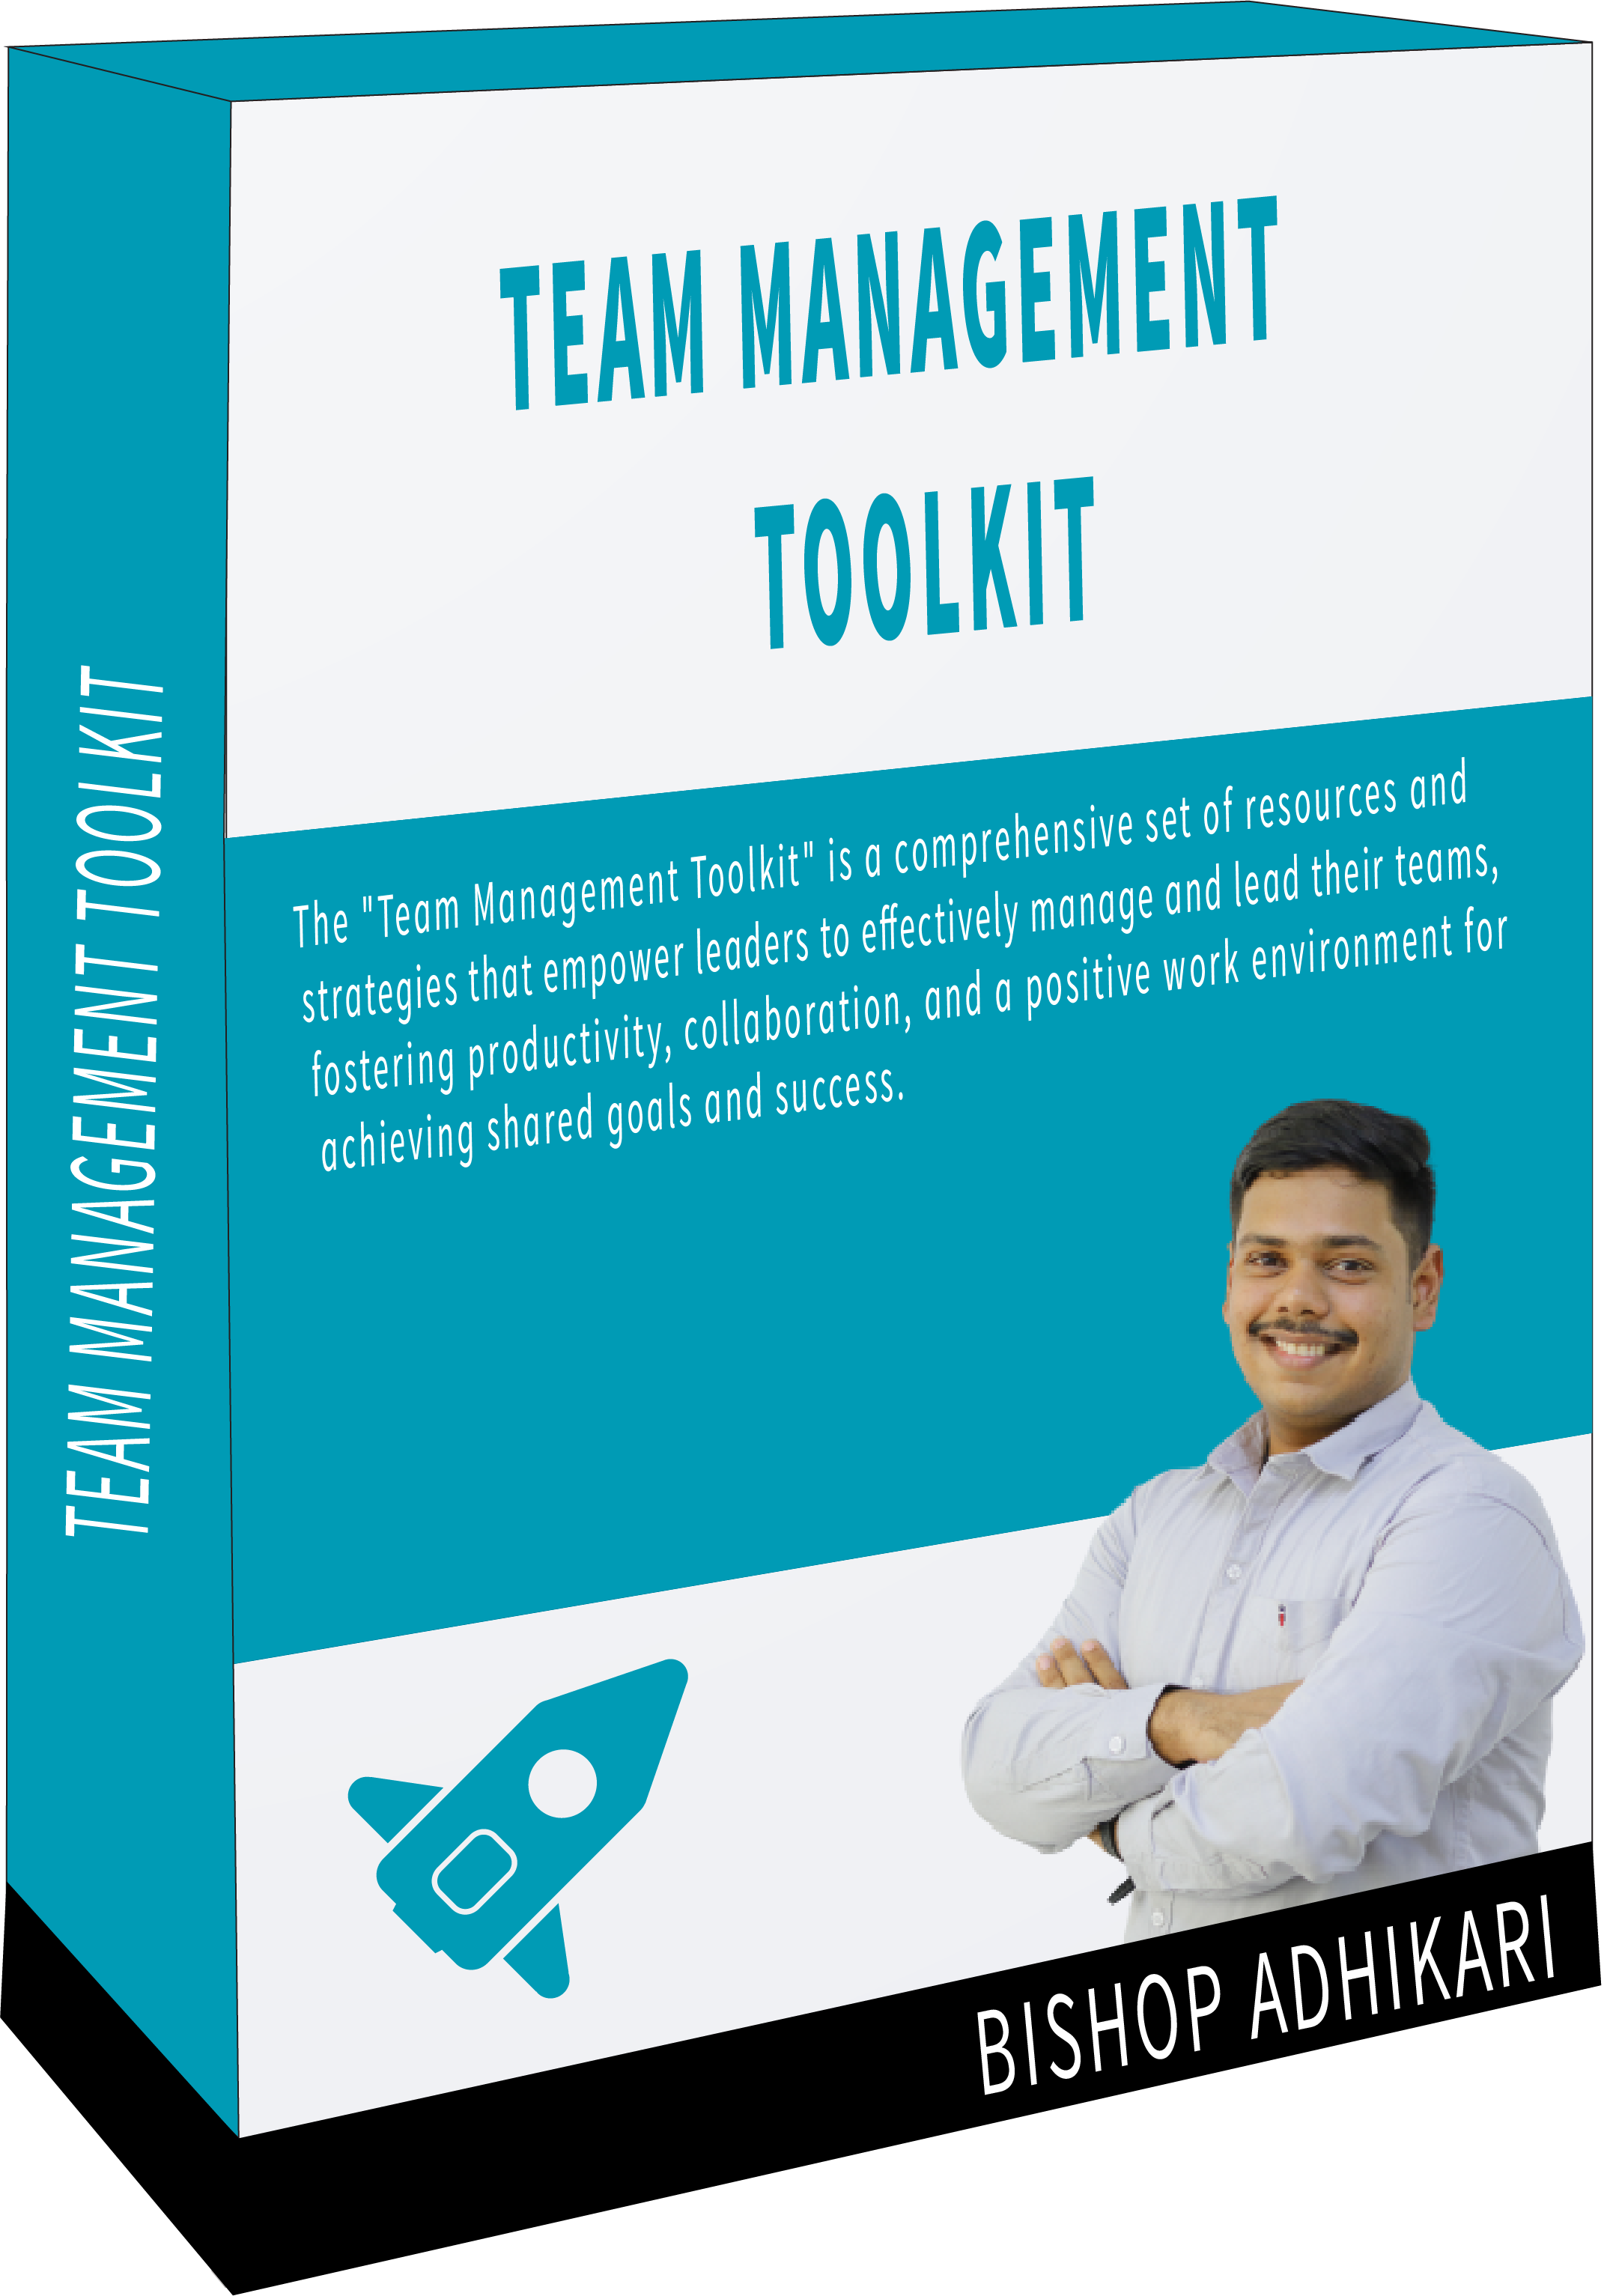 TEAM MANAGEMENT
TOOLKIT
The "Team Management Toolkit" is a comprehensive set of resources and
strategies that empower leaders to effectively manage and lead their teams,
fostering productivity, collaboration, and a positive work environment for
achieving shared goals and success.
TEAM MANAGEMENT TOOLKIT
BISHOP ADHIKARI